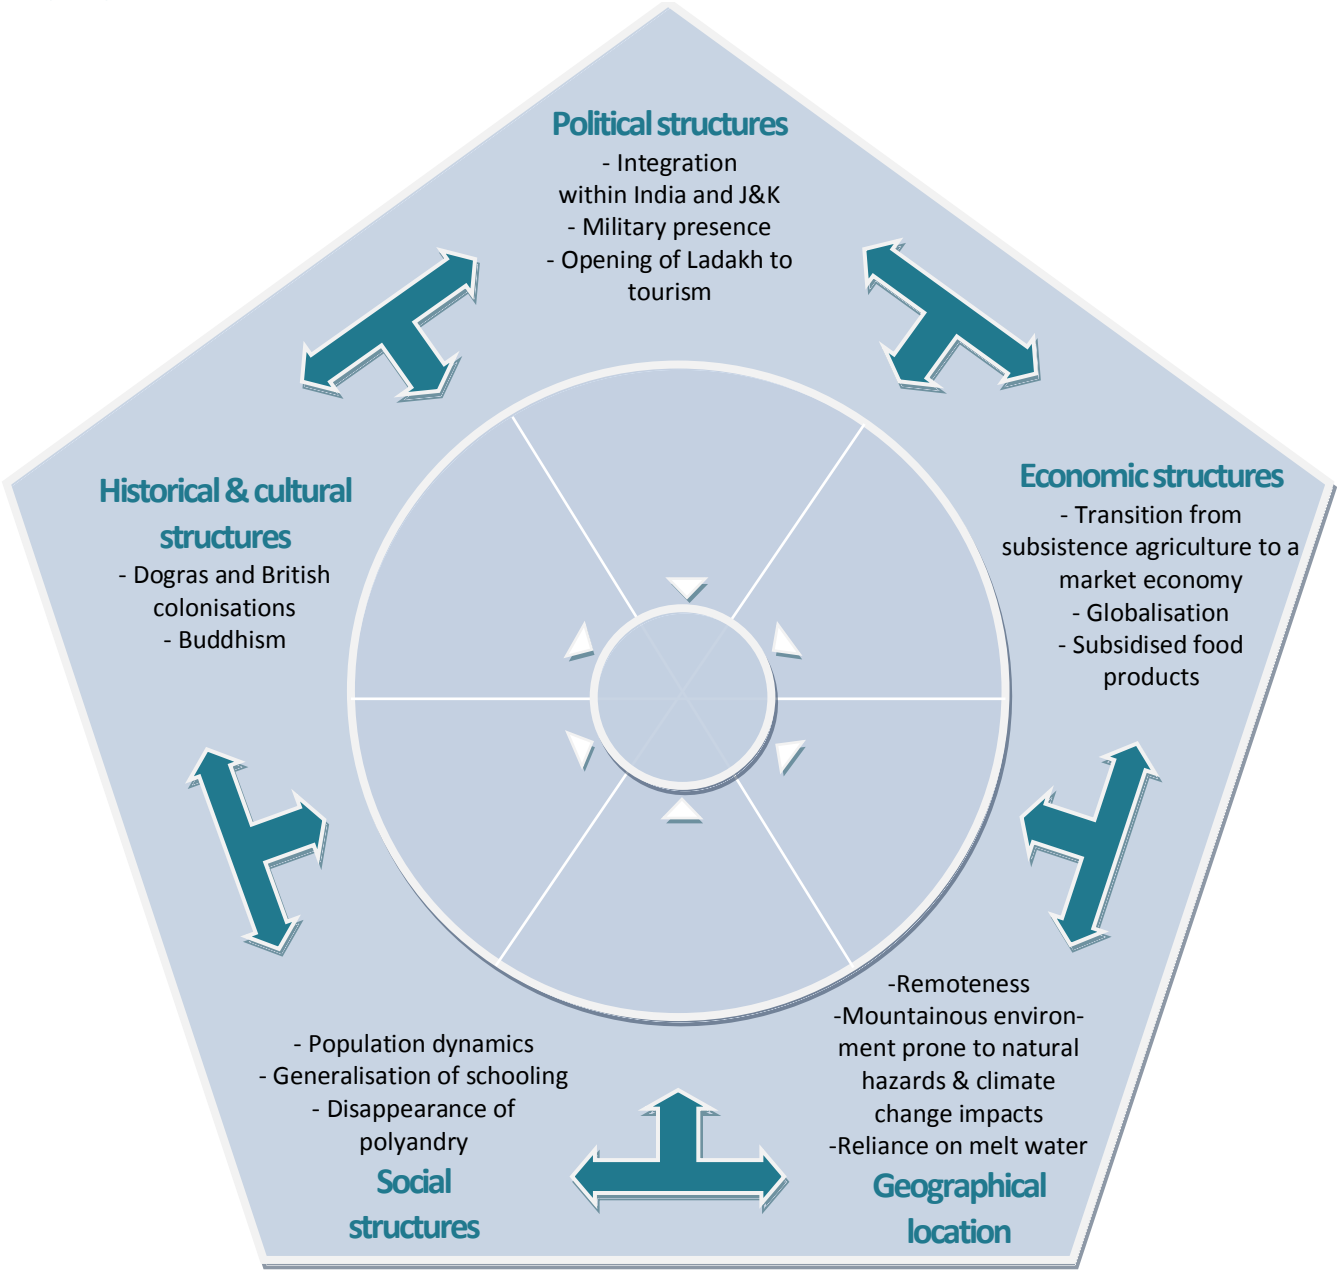 Political structures
- Integration
within India and J&K
- Military presence
- Opening of Ladakh to
tourism
Historical & cultural
structures
- Dogras and British
colonisations
- Buddhism
Economic structures
- Transition from
subsistence agriculture to a
market economy
- Globalisation
- Subsidised food
products
- Population dynamics
- Generalisation of schooling
- Disappearance of
polyandry
Social
structures
-Remoteness
-Mountainous environ-
ment prone to natural
hazards & climate
change impacts
-Reliance on melt water
Geographical
location